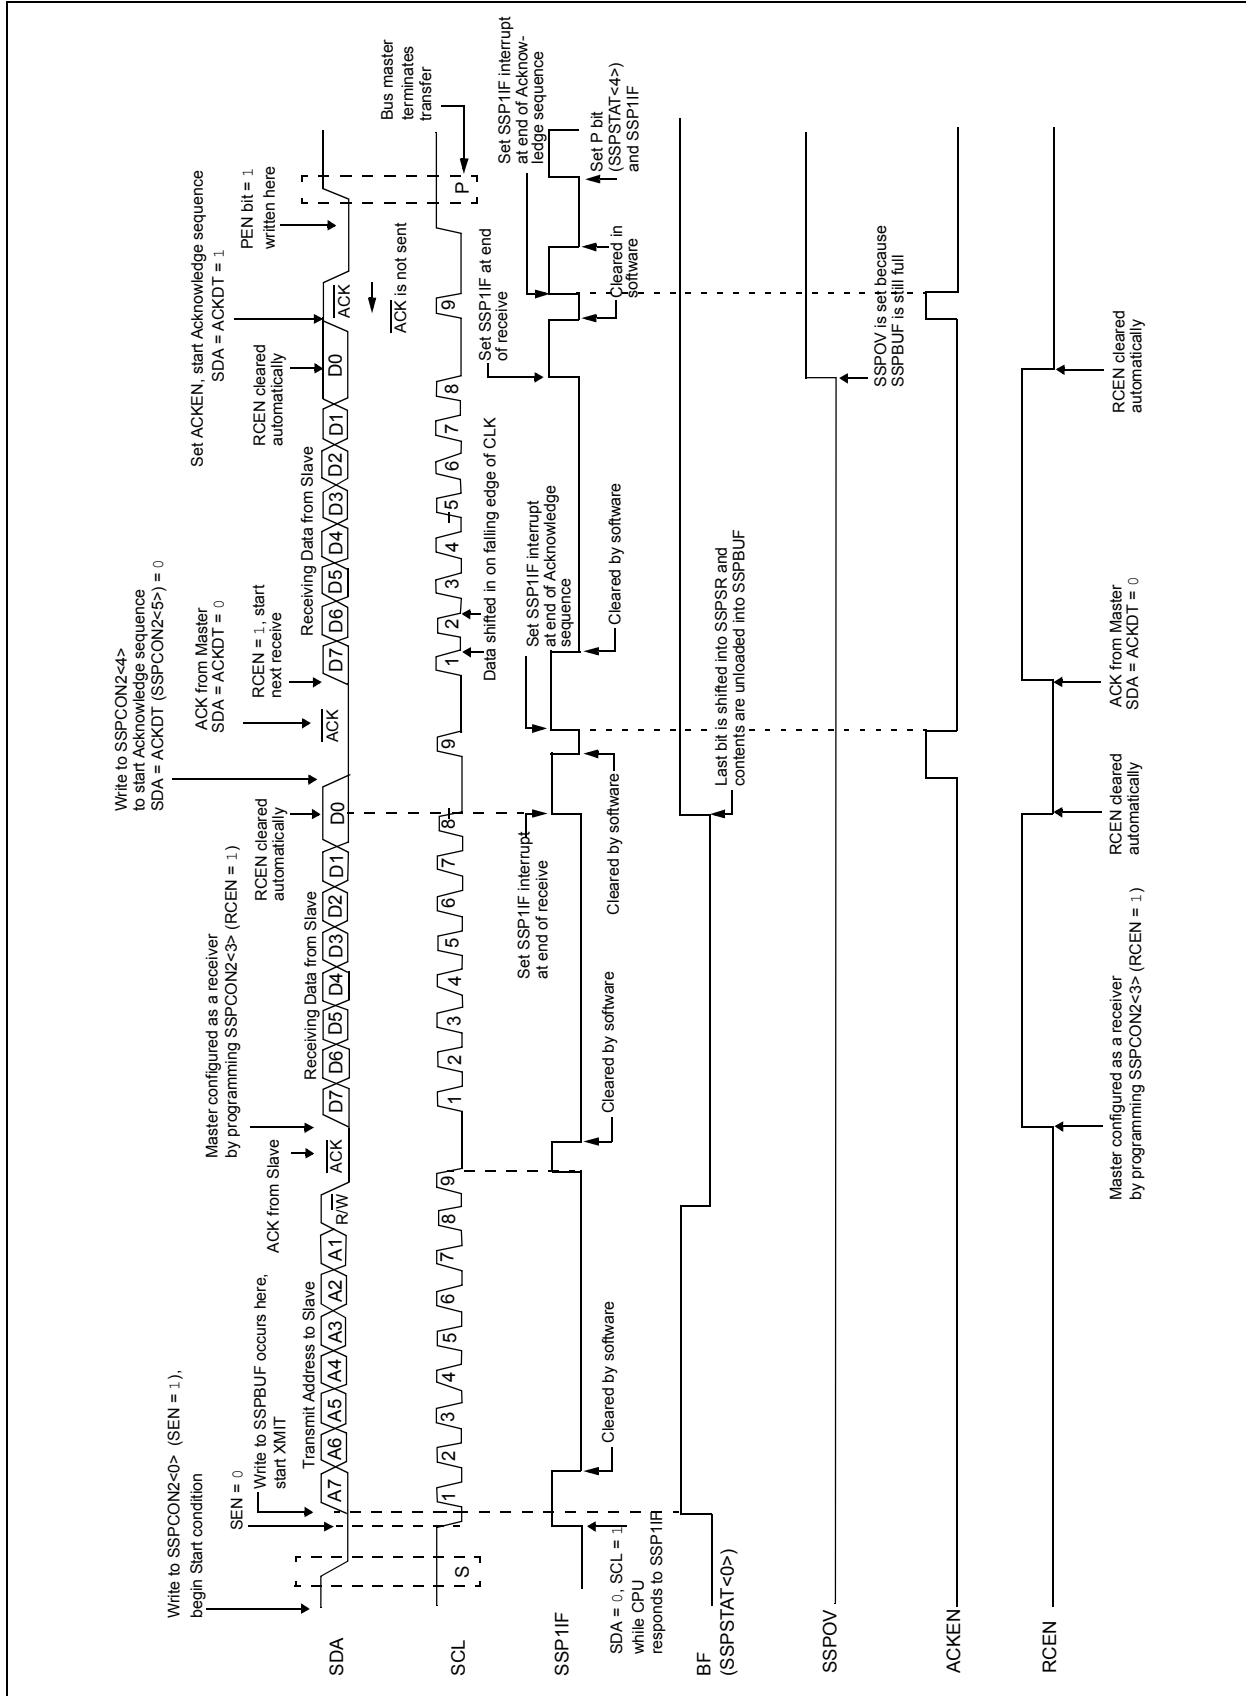 Write to SSPCON2<0> (SEN = 1),
begin Start condition
SEN = 0
Write to SSPBUF occurs here,
start XMIT
Transmit Address to Slave
ACK from Slave
Master configured as a receiver
by programming SSPCON2<3> (RCEN = 1)
Receiving Data from Slave
RCEN cleared
automatically
Write to SSPCON2<4>
to start Acknowledge sequence
SDA = ACKDT (SSPCON2<5>) = 0
ACK from Master
SDA = ACKDT = 0
RCEN = 1, start
next receive
Receiving Data from Slave
RCEN cleared
automatically
Set ACKEN, start Acknowledge sequence
SDA = ACKDT = 1
PEN bit = 1
written here
SDA
A7 A6 A5 A4 A3 A2 A1 R/W ACK D7 D6 D5 D4 D3 D2 D1 D0 ACK D7 D6 D5 D4 D3 D2 D1 D0 ACK
ACK is not sent
Bus master
terminates
transfer
SCL
S 1 2 3 4 5 6 7 8 9 1 2 3 4 5 6 7 8 9 1 2 3 4 5 6 7 8 9 P
Data shifted in on falling edge of CLK
Set SSP1IF interrupt
at end of receive
Set SSP1IF interrupt
at end of Acknowledge
sequence
Set SSP1IF at end
of receive
Set SSP1IF interrupt
at end of Acknow-
ledge sequence
SSP1IF
SDA = 0, SCL = 1
while CPU
responds to SSP1IF
Cleared by software
Cleared by software
Cleared by software
Cleared by software
Cleared in
software
Set P bit
(SSPSTAT<4>)
and SSP1IF
BF
(SSPSTAT<0>)
Last bit is shifted into SSPSR and
contents are unloaded into SSPBUF
SSPOV
SSPOV is set because
SSPBUF is still full
ACKEN
RCEN
Master configured as a receiver
by programming SSPCON2<3> (RCEN = 1)
RCEN cleared
automatically
ACK from Master
SDA = ACKDT = 0
RCEN cleared
automatically